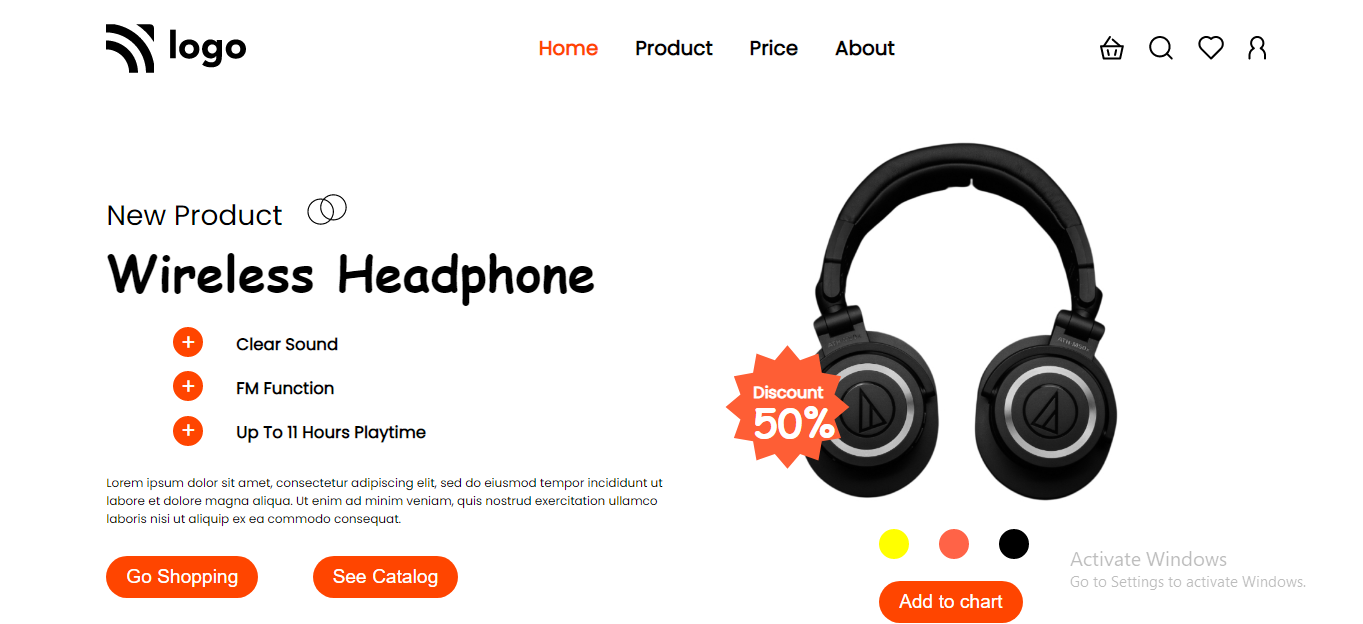 logo
Home Product Price About
New Product
Wireless Headphone
+ Clear Sound
+ FM Function
+ Up To 11 Hours Playtime
Lorem ipsum dolor sit amet, consectetur adipiscing elit, sed do eiusmod tempor incididunt ut
labore et dolore magna aliqua. Ut enim ad minim veniam, quis nostrud exercitation ullamco
laboris nisi ut aliquip ex ea commodo consequat.
Go Shopping See Catalog
Discount
50%
Add to chart
Activate Windows
Go to Settings to activate Windows.